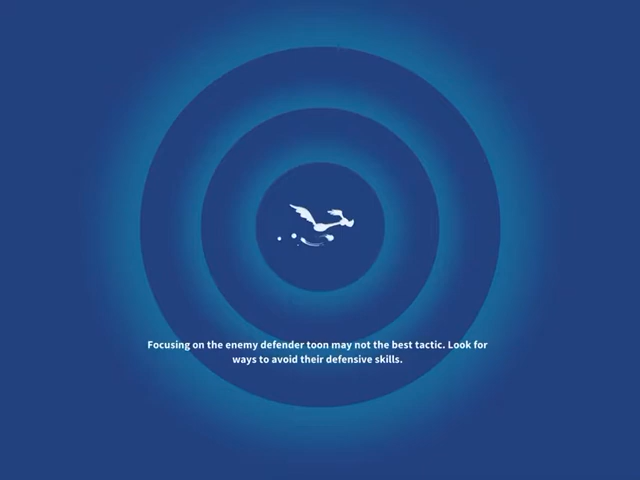 Focusing on the enemy defender toon may not the best tactic. Look for
ways to avoid their defensive skills.